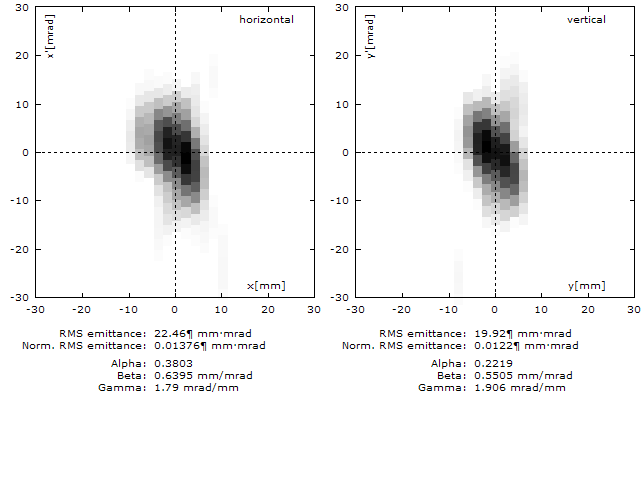 30
20
10
0
-10
-20
-30
x'[mrad]
horizontal
x[mm]
-30
-20
-10
0
10
20
30
RMS emittance: 22.46¶ mm·mrad
Norm. RMS emittance: 0.01376¶ mm·mrad
Alpha: 0.3803
Beta: 0.6395 mm/mrad
Gamma: 1.79 mrad/mm
30
20
10
0
-10
-20
-30
y'[mrad]
vertical
y[mm]
-30
-20
-10
0
10
20
30
RMS emittance: 19.92¶ mm·mrad
Norm. RMS emittance: 0.0122¶ mm·mrad
Alpha: 0.2219
Beta: 0.5505 mm/mrad
Gamma: 1.906 mrad/mm